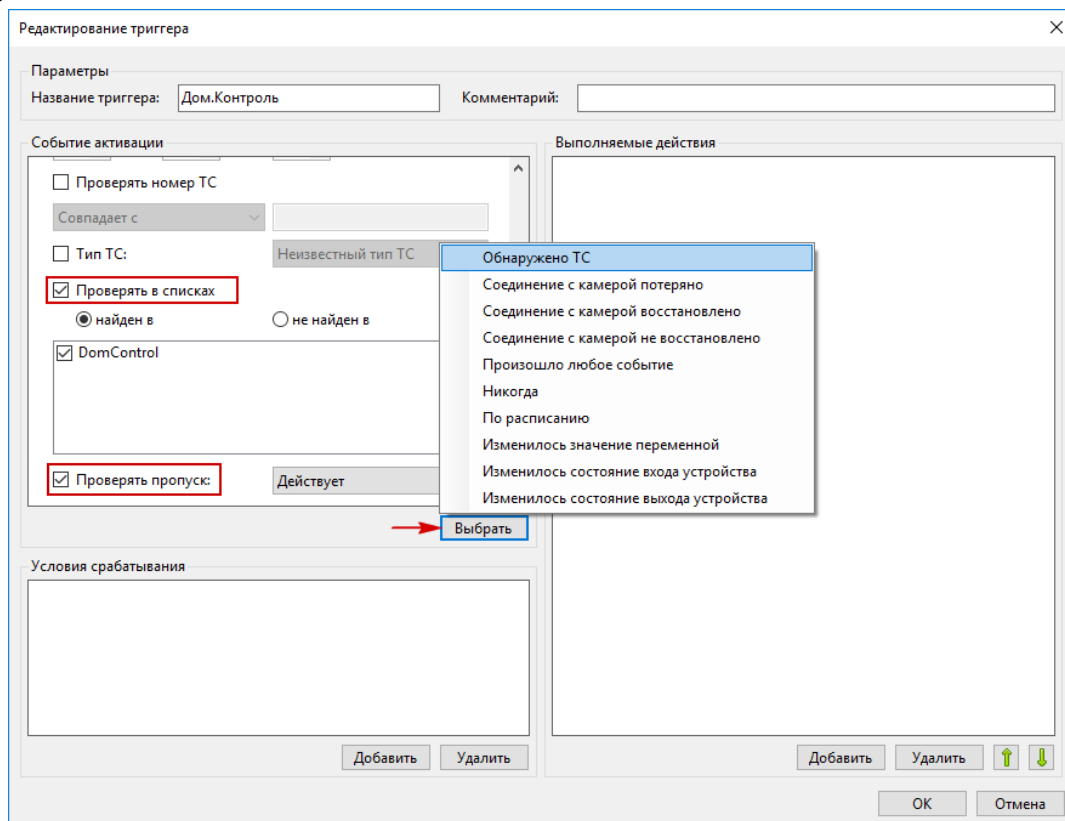 Редактирование триггера
Параметры
Название триггера: Дом.Контроль Комментарий:
Событие активации
Проверять номер ТС
Совпадает с
Тип ТС: Неизвестный тип ТС
Проверять в списках
найден в не найден в
DomControl
Проверять пропуск: Действует
Выбрать
Обнаружено ТС
Соединение с камерой потеряно
Соединение с камерой восстановлено
Соединение с камерой не восстановлено
Произошло любое событие
Никогда
По расписанию
Изменилось значение переменной
Изменилось состояние входа устройства
Изменилось состояние выхода устройства
Условия срабатывания
Добавить Удалить
Выполняемые действия
Добавить Удалить
ОК Отмена